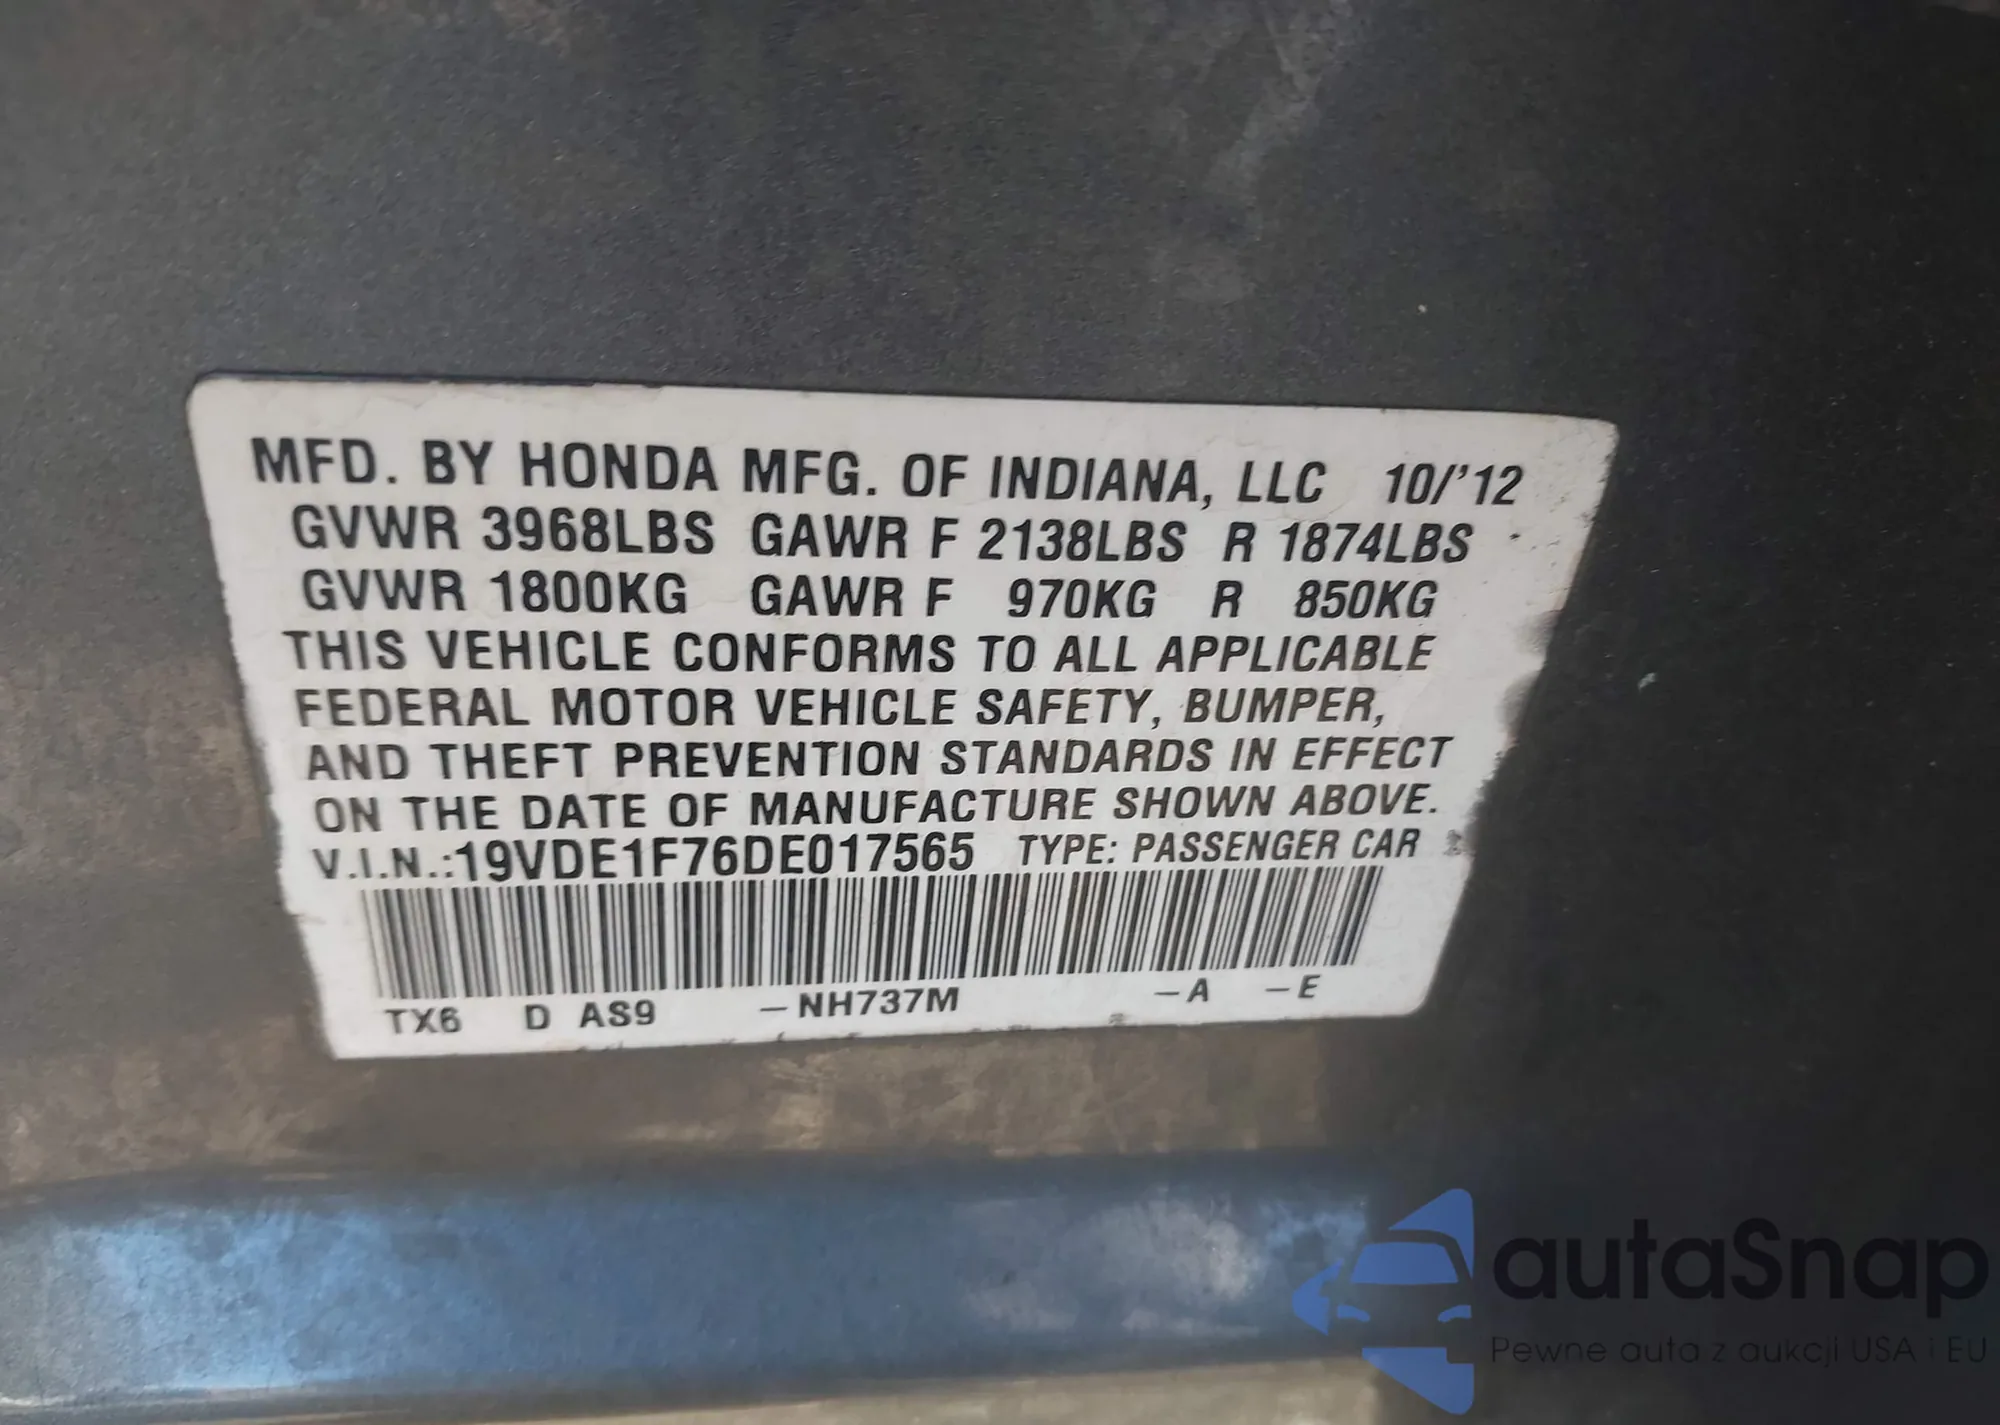 MFD. BY HONDA MFG. OF INDIANA, LLC 10/'12
GVWR 3968LBS GAWR F 2138LBS R 1874LBS
GVWR 1800KG GAWR F 970KG R 850KG
THIS VEHICLE CONFORMS TO ALL APPLICABLE
FEDERAL MOTOR VEHICLE SAFETY, BUMPER,
AND THEFT PREVENTION STANDARDS IN EFFECT
ON THE DATE OF MANUFACTURE SHOWN ABOVE.
V.I.N.:19VDE1F76DE017565 TYPE: PASSENGER CAR
TX6 D AS9 -NH737M -A -E
autaSnap
Pewne auta z aukcji USA i EU